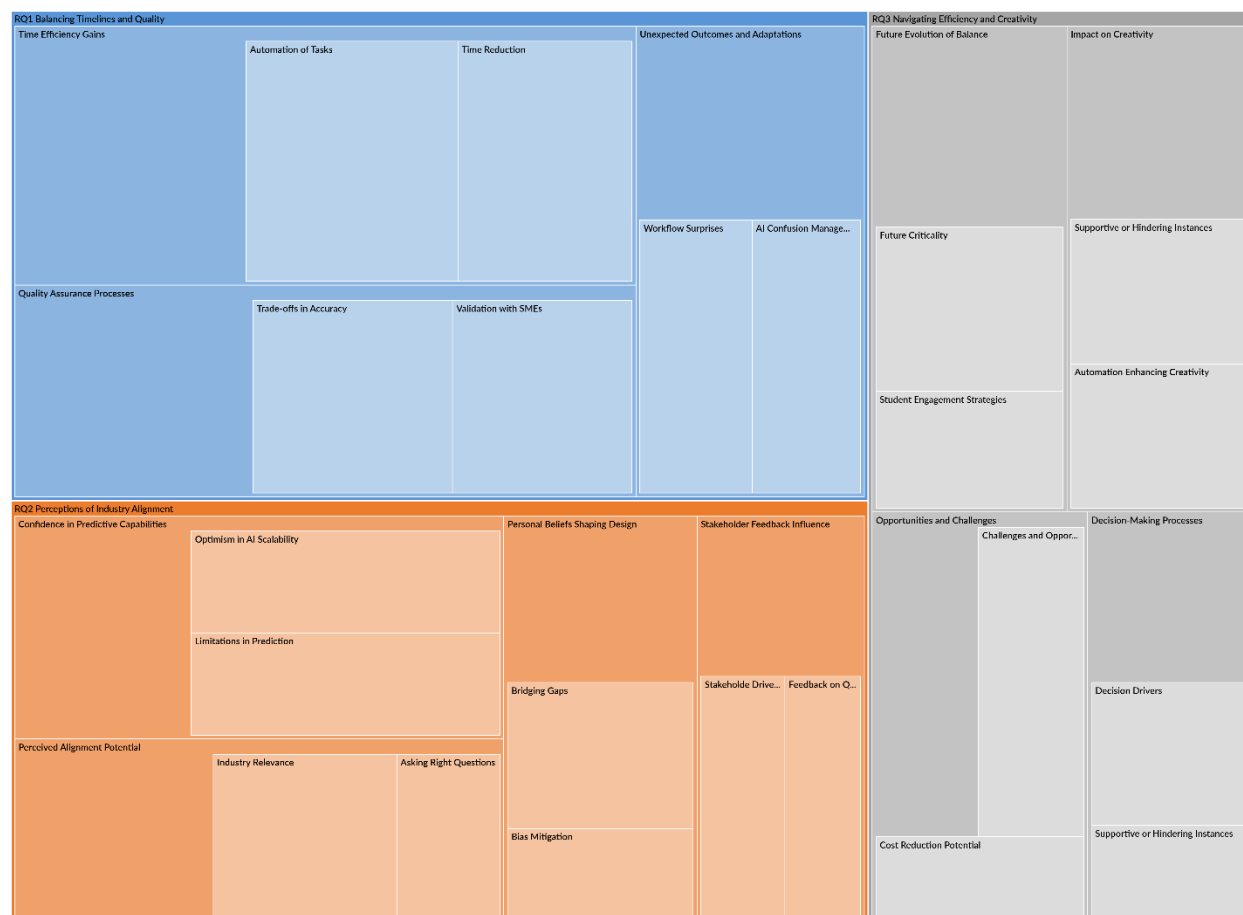 RQ1 Balancing Timelines and Quality
Time Efficiency Gains
Automation of Tasks
Time Reduction
Unexpected Outcomes and Adaptations
Workflow Surprises
AI Confusion Manage...
Quality Assurance Processes
Trade-offs in Accuracy
Validation with SMEs
RQ2 Perceptions of Industry Alignment
Confidence in Predictive Capabilities
Optimism in AI Scalability
Limitations in Prediction
Perceived Alignment Potential
Industry Relevance
Asking Right Questions
Personal Beliefs Shaping Design
Bridging Gaps
Bias Mitigation
Stakeholder Feedback Influence
Stakeholde Drive...
Feedback on Q...
RQ3 Navigating Efficiency and Creativity
Future Evolution of Balance
Future Criticality
Student Engagement Strategies
Impact on Creativity
Supportive or Hindering Instances
Automation Enhancing Creativity
Opportunities and Challenges
Challenges and Oppor...
Cost Reduction Potential
Decision-Making Processes
Decision Drivers
Supportive or Hindering Instances